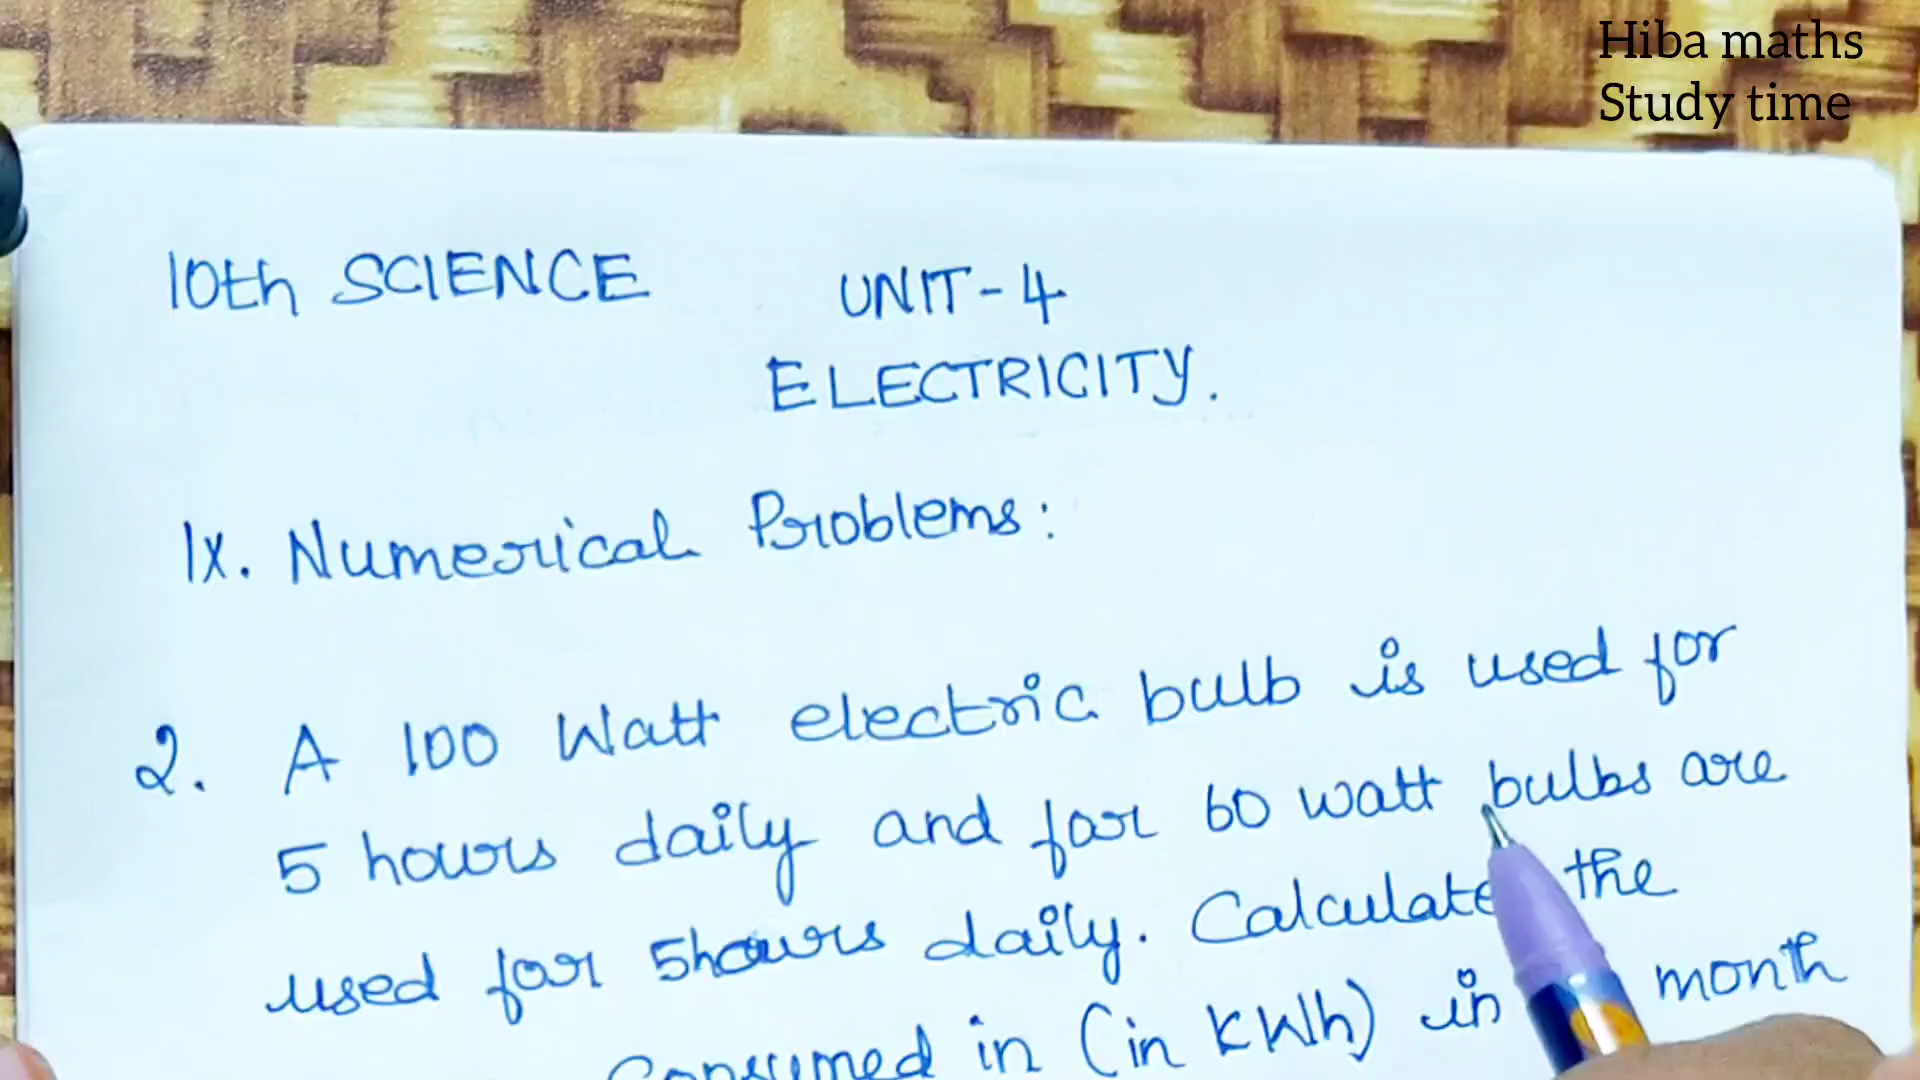 Hiba maths
Study time
10th SCIENCE UNIT-4
ELECTRICITY.
IX. Numerical Problems:
2. A 100 Watt electric bulb is used for
5 hours daily and for 60 watt bulbs are
used for 5hours daily. Calculate the
consumed in (in kWh) in month